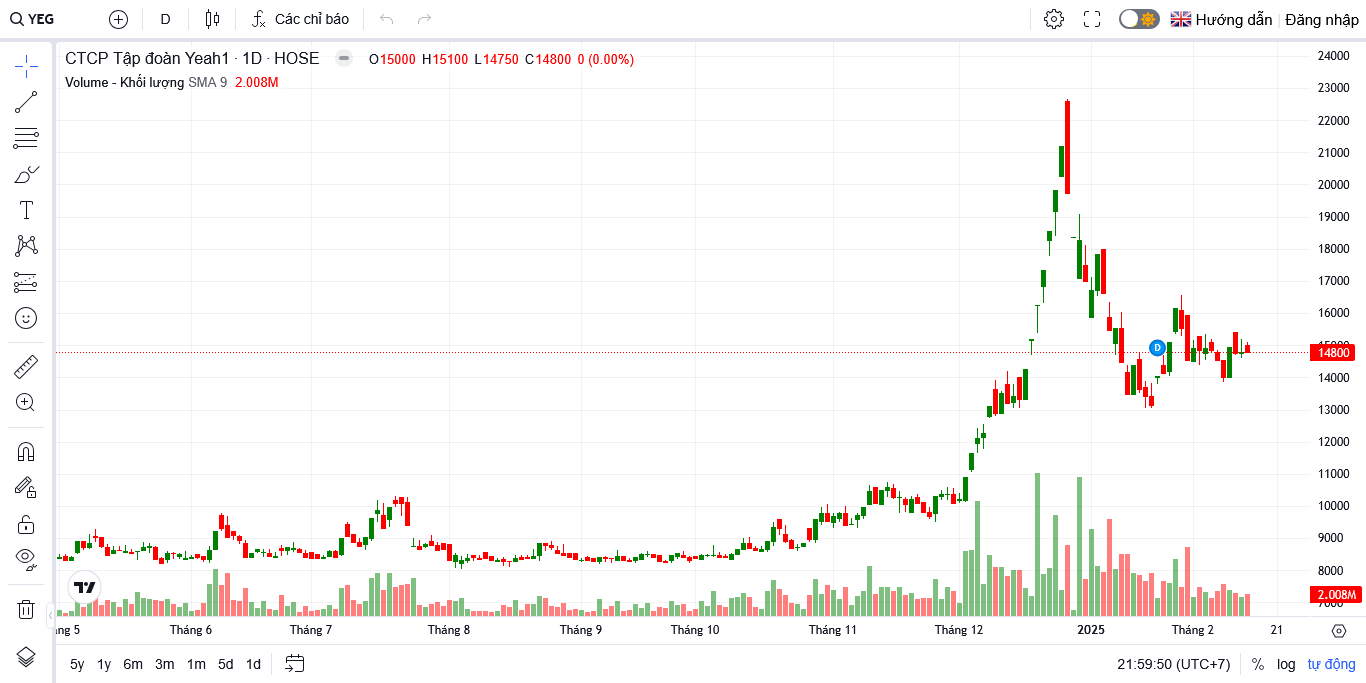 YEG D Các chỉ báo Hướng dẫn Đăng nhập
CTCP Tập đoàn Yeah1 · 1D · HOSE O15000 H15100 L14750 C14800 0 (0.00%)
Volume - Khối lượng SMA 9 2.008M
24000
23000
22000
21000
20000
19000
18000
17000
16000
15000
14800
14000
13000
12000
11000
10000
9000
8000
7000
2.008M
D
ng 5 Tháng 6 Tháng 7 Tháng 8 Tháng 9 Tháng 10 Tháng 11 Tháng 12 2025 Tháng 2 21
5y 1y 6m 3m 1m 5d 1d 21:59:50 (UTC+7) % log tự động